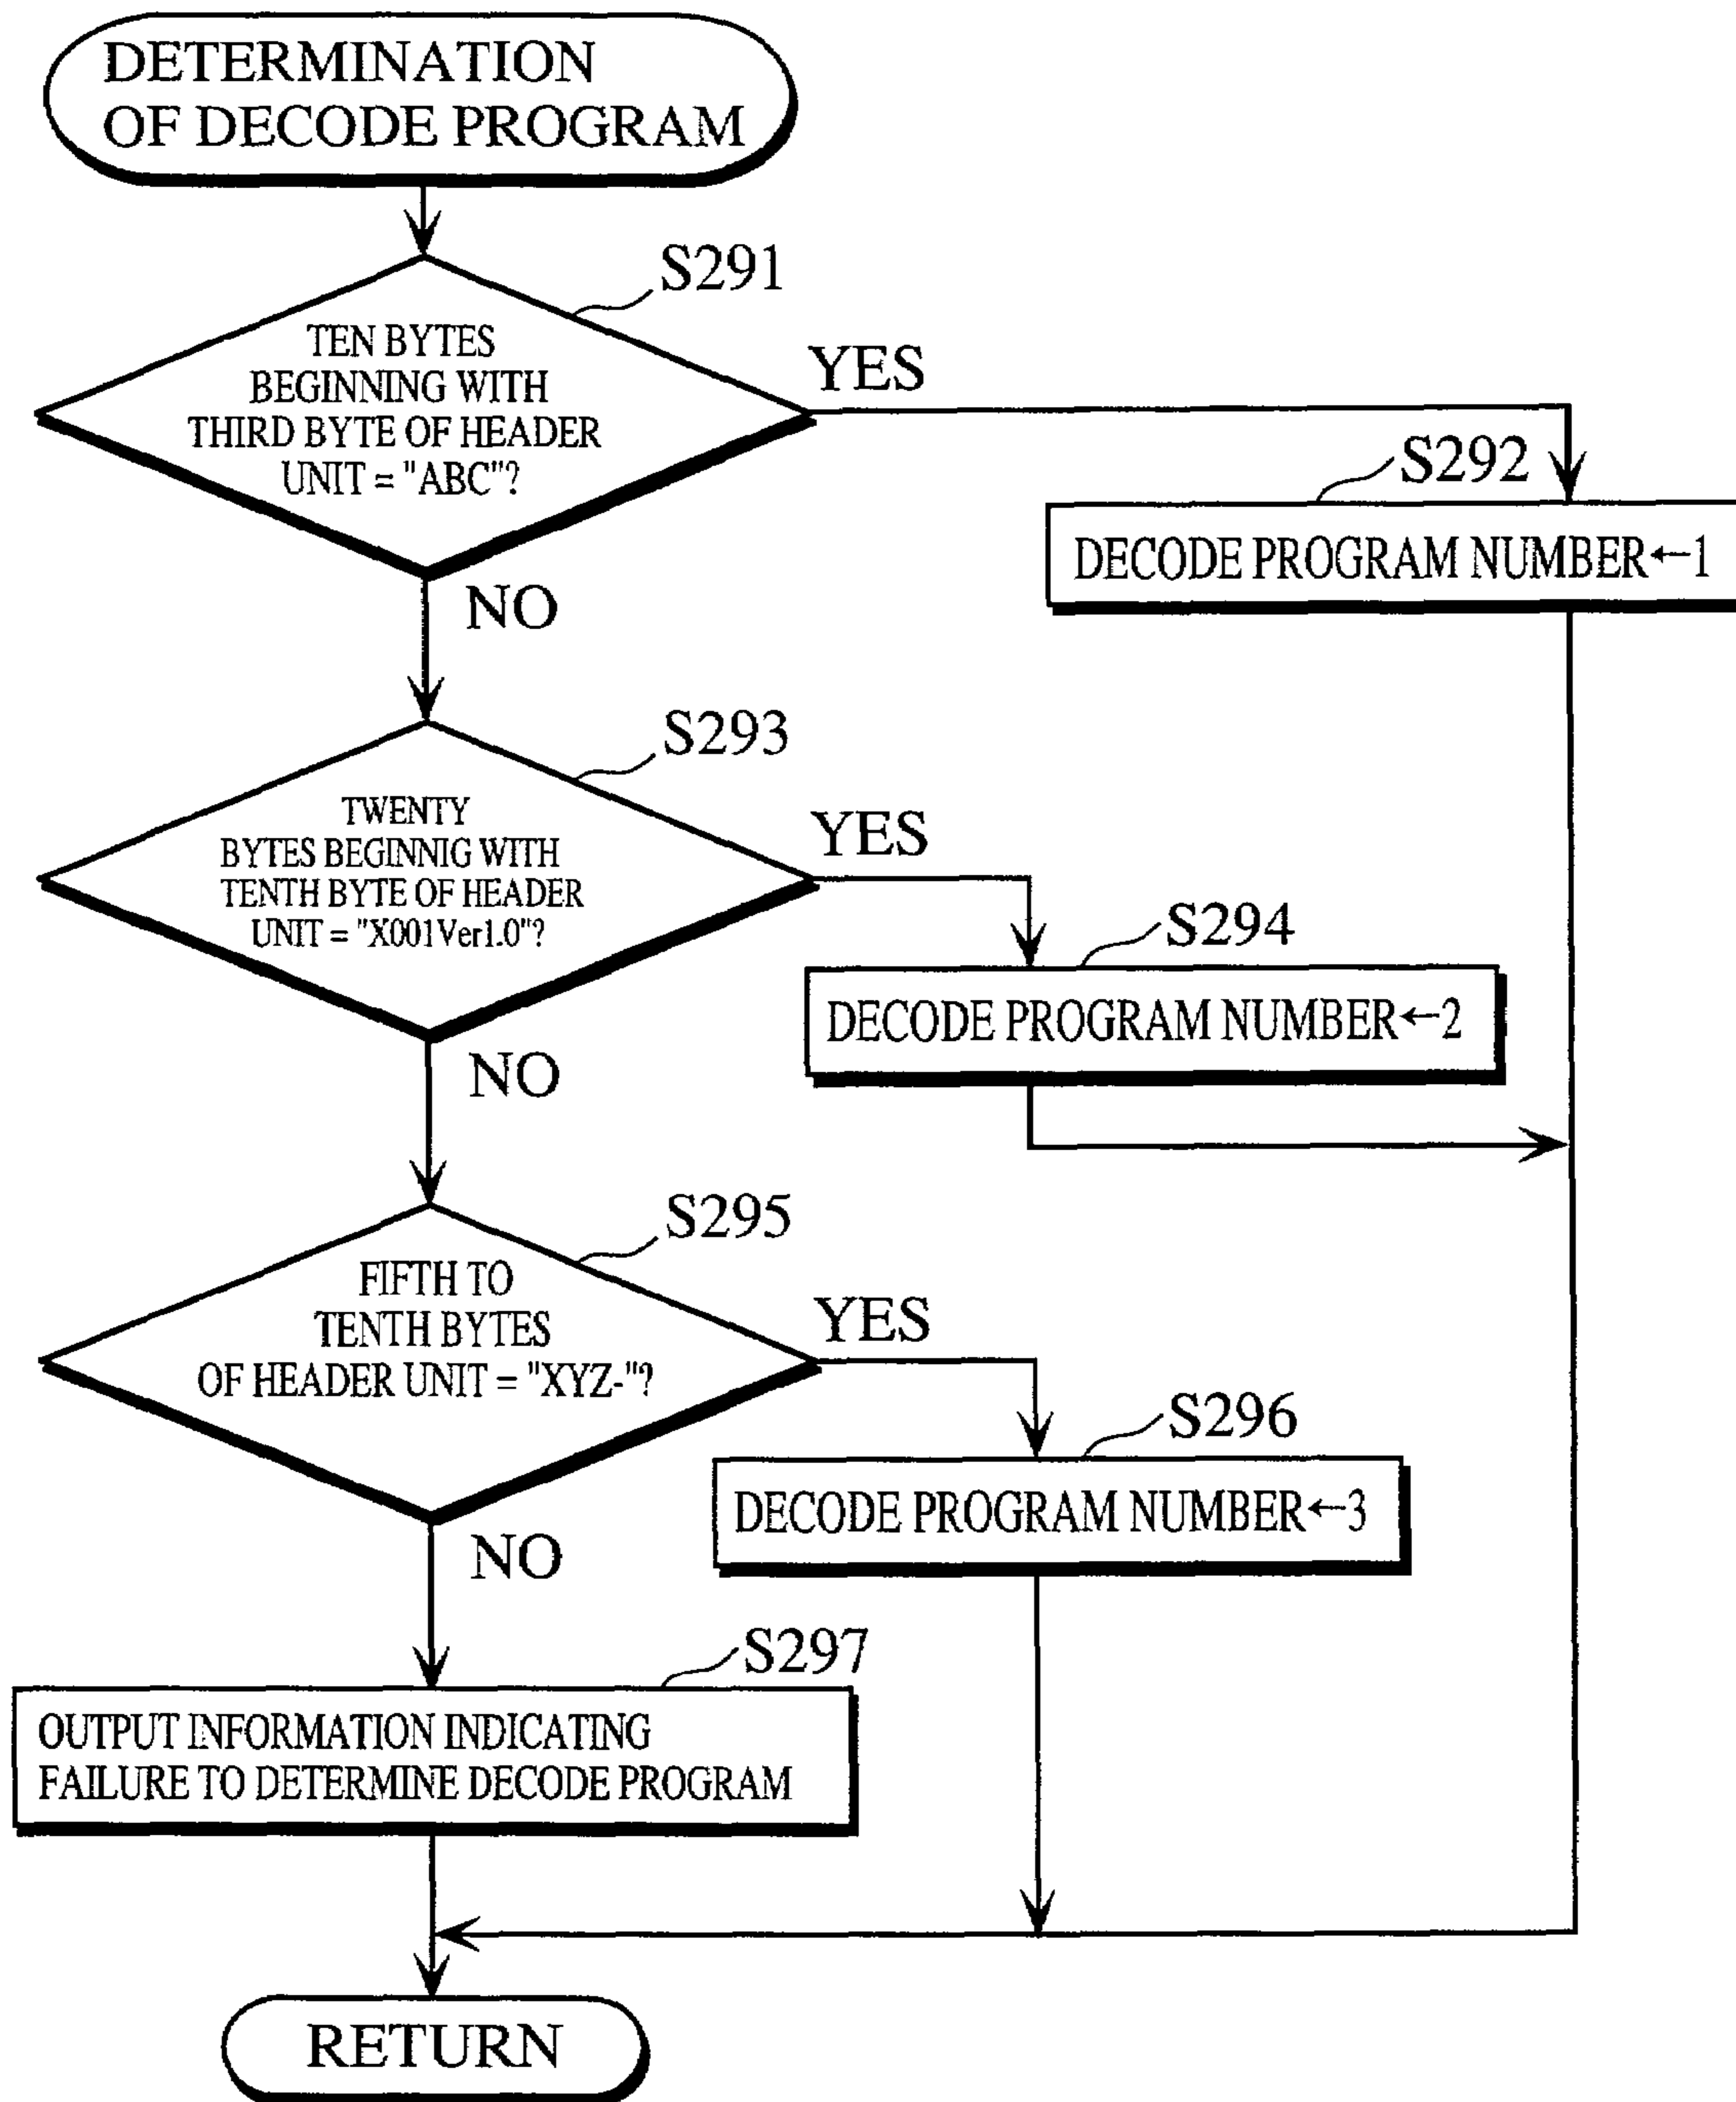 DETERMINATION
OF DECODE PROGRAM
S291
TEN BYTES
BEGINNING WITH
THIRD BYTE OF HEADER
UNIT = "ABC"?
YES
S292
DECODE PROGRAM NUMBER←1
NO
S293
TWENTY
BYTES BEGINNIG WITH
TENTH BYTE OF HEADER
UNIT = "X001Ver1.0"?
YES
S294
DECODE PROGRAM NUMBER←2
NO
S295
FIFTH TO
TENTH BYTES
OF HEADER UNIT = "XYZ-"?
YES
S296
DECODE PROGRAM NUMBER←3
NO
S297
OUTPUT INFORMATION INDICATING
FAILURE TO DETERMINE DECODE PROGRAM
RETURN